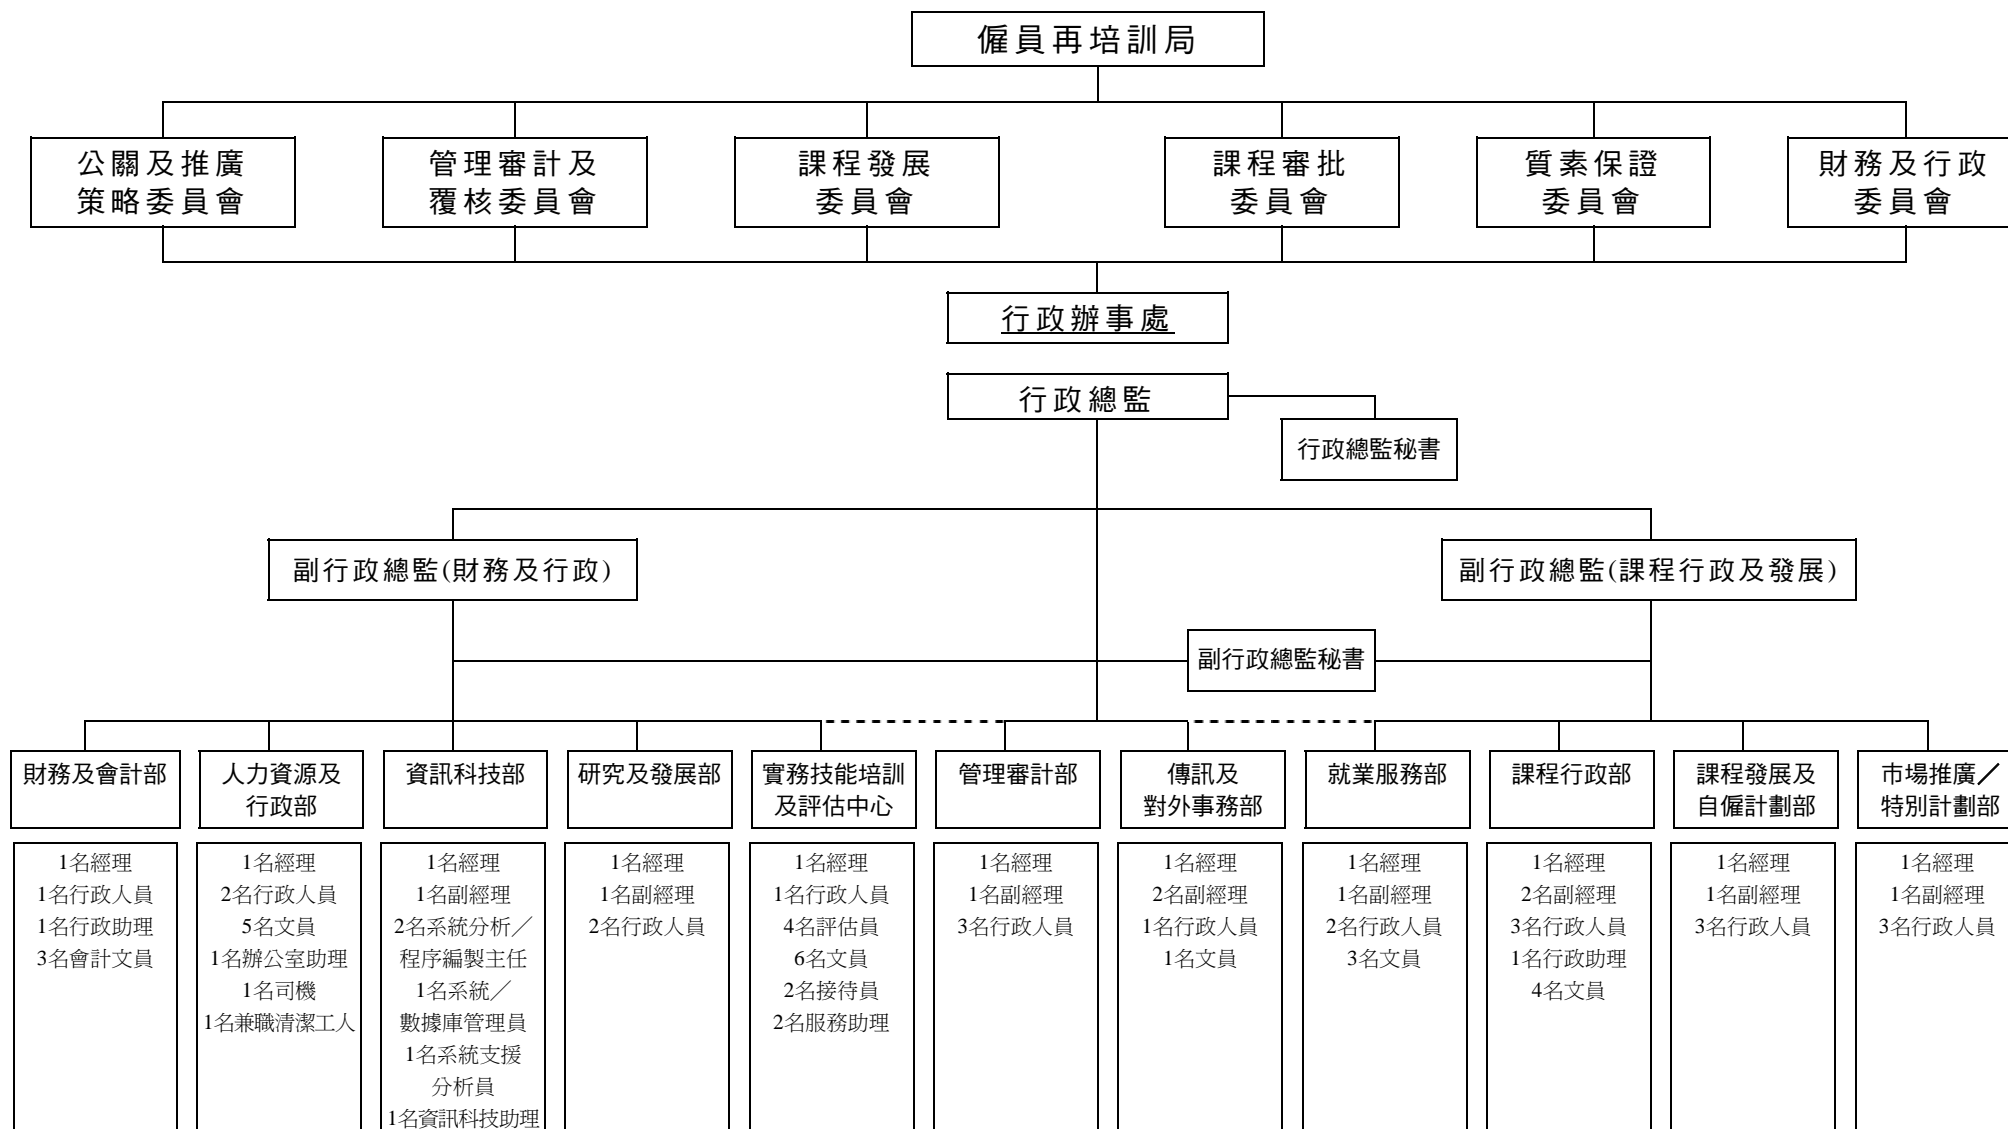 僱員再培訓局
公關及推廣
策略委員會
管理審計及
覆核委員會
課程發展
委員會
課程審批
委員會
質素保證
委員會
財務及行政
委員會
行政辦事處
行政總監
行政總監秘書
副行政總監(財務及行政)
副行政總監(課程行政及發展)
副行政總監秘書
財務及會計部
人力資源及
行政部
資訊科技部
研究及發展部
實務技能培訓
及評估中心
管理審計部
傳訊及
對外事務部
就業服務部
課程行政部
課程發展及
自僱計劃部
市場推廣／
特別計劃部
1名經理
1名行政人員
1名行政助理
3名會計文員
1名經理
2名行政人員
5名文員
1名辦公室助理
1名司機
1名兼職清潔工人
1名經理
1名副經理
2名系統分析／
程序編製主任
1名系統／
數據庫管理員
1名系統支援
分析員
1名資訊科技助理
1名經理
1名副經理
2名行政人員
1名經理
1名行政人員
4名評估員
6名文員
2名接待員
2名服務助理
1名經理
1名副經理
3名行政人員
1名經理
2名副經理
1名行政人員
1名文員
1名經理
1名副經理
2名行政人員
3名文員
1名經理
2名副經理
3名行政人員
1名行政助理
4名文員
1名經理
1名副經理
3名行政人員
1名經理
1名副經理
3名行政人員